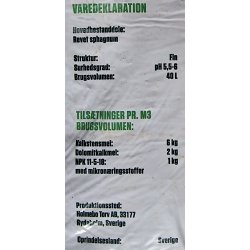 VAREDEKLARATION
Hovedbestanddele:
Revet sphagnum
Struktur: Fin
Surhedsgrad: pH 5,5-6
Brugsvolumen: 40 L
TILSÆTNINGER PR. M3
BRUGSVOLUMEN:
Kalkstensmel: 6 kg
Dolomitkalkmel: 2 kg
NPK 11-5-18: 1 kg
med mikronæringsstoffer
Produktionssted:
Holmebo Torv AB, 33177
Rydaholm, Sverige
Oprindelsesland: Sverige